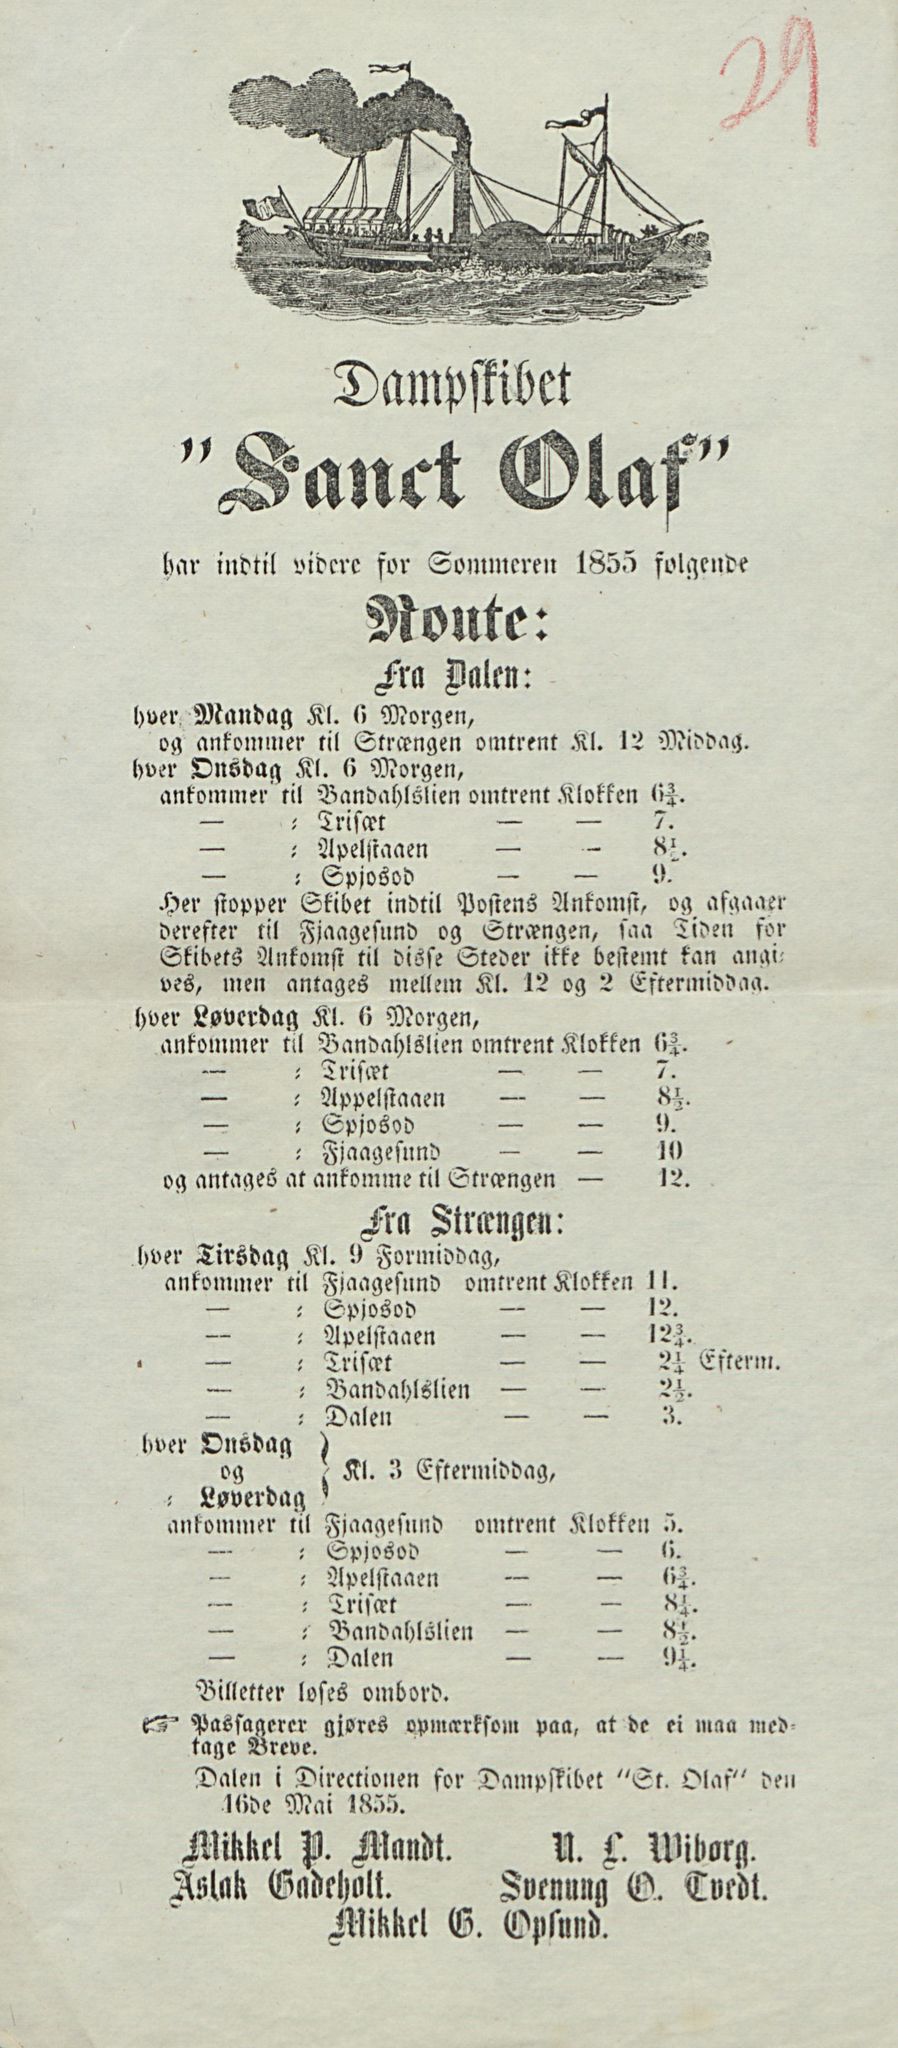 29
Dampskibet
"Sanct Olaf"
har indtil videre for Sommeren 1855 følgende
Route:
Fra Dalen:
hver Mandag Kl. 6 Morgen,
og ankommer til Strængen omtrent Kl. 12 Middag.
hver Onsdag Kl. 6 Morgen,
ankommer til Bandahlslien omtrent Klokken 6¾.
— " Trisæt — — 7.
— " Apelstaaen — — 8½.
— " Spjosod — — 9.
Her stopper Skibet indtil Postens Ankomst, og afgaaer
derefter til Fjaagesund og Strængen, saa Tiden for
Skibets Ankomst til disse Steder ikke bestemt kan angi-
ves, men antages mellem Kl. 12 og 2 Eftermiddag.
hver Løverdag Kl. 6 Morgen,
ankommer til Bandahlslien omtrent Klokken 6¾.
— " Trisæt — — 7.
— " Appelstaaen — — 8½.
— " Spjosod — — 9.
— " Fjaagesund — — 10
og antages at ankomme til Strængen — 12.
Fra Strængen:
hver Tirsdag Kl. 9 Formiddag,
ankommer til Fjaagesund omtrent Klokken 11.
— " Spjosod — — 12.
— " Apelstaaen — — 12¾.
— " Trisæt — — 2¼ Efterm.
— " Bandahlslien — — 2½.
— " Dalen — — 3.
hver Onsdag
og } Kl. 3 Eftermiddag,
" Løverdag
ankommer til Fjaagesund omtrent Klokken 5.
— " Spjosod — — 6.
— " Apelstaaen — — 6¾.
— " Trisæt — — 8¼.
— " Bandahlslien — — 8½.
— " Dalen — — 9¼.
Billetter løses ombord.
☞ Passagerer gjøres opmærksom paa, at de ei maa med-
tage Breve.
Dalen i Directionen for Dampskibet "St. Olaf" den
16de Mai 1855.
Mikkel P. Mandt. U. L. Wiborg.
Aslak Gadeholt. Svenung O. Tvedt.
Mikkel G. Opsund.